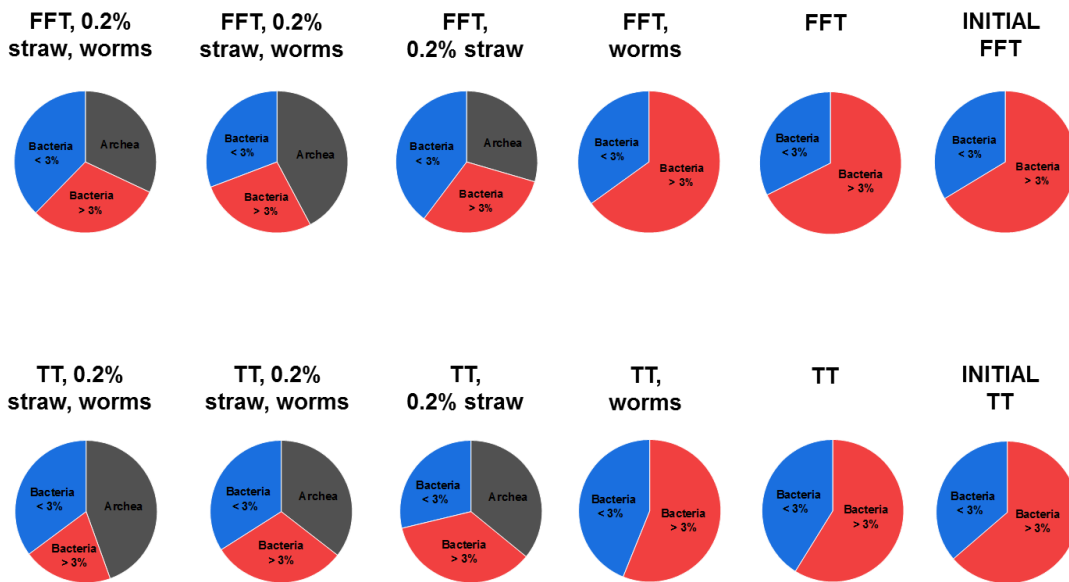 FFT, 0.2%
straw, worms
FFT, 0.2%
straw, worms
FFT,
0.2% straw
FFT,
worms
FFT
INITIAL
FFT
Bacteria
< 3%
Archea
Bacteria
> 3%
Bacteria
< 3%
Archea
Bacteria
> 3%
Bacteria
< 3%
Archea
Bacteria
> 3%
Bacteria
< 3%
Bacteria
> 3%
Bacteria
< 3%
Bacteria
> 3%
Bacteria
< 3%
Bacteria
> 3%
TT, 0.2%
straw, worms
TT, 0.2%
straw, worms
TT,
0.2% straw
TT,
worms
TT
INITIAL
TT
Bacteria
< 3%
Archea
Bacteria
> 3%
Bacteria
< 3%
Archea
Bacteria
> 3%
Bacteria
< 3%
Archea
Bacteria
> 3%
Bacteria
< 3%
Bacteria
> 3%
Bacteria
< 3%
Bacteria
> 3%
Bacteria
< 3%
Bacteria
> 3%